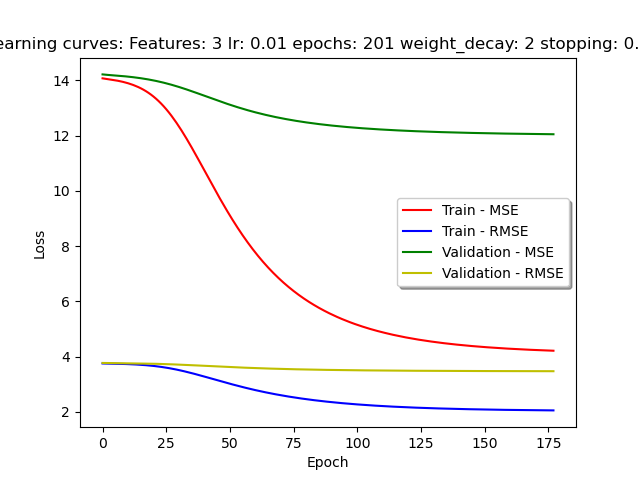 earning curves: Features: 3 lr: 0.01 epochs: 201 weight_decay: 2 stopping: 0.
14
12
10
8
6
4
2
Loss
Train - MSE
Train - RMSE
Validation - MSE
Validation - RMSE
0 25 50 75 100 125 150 175
Epoch